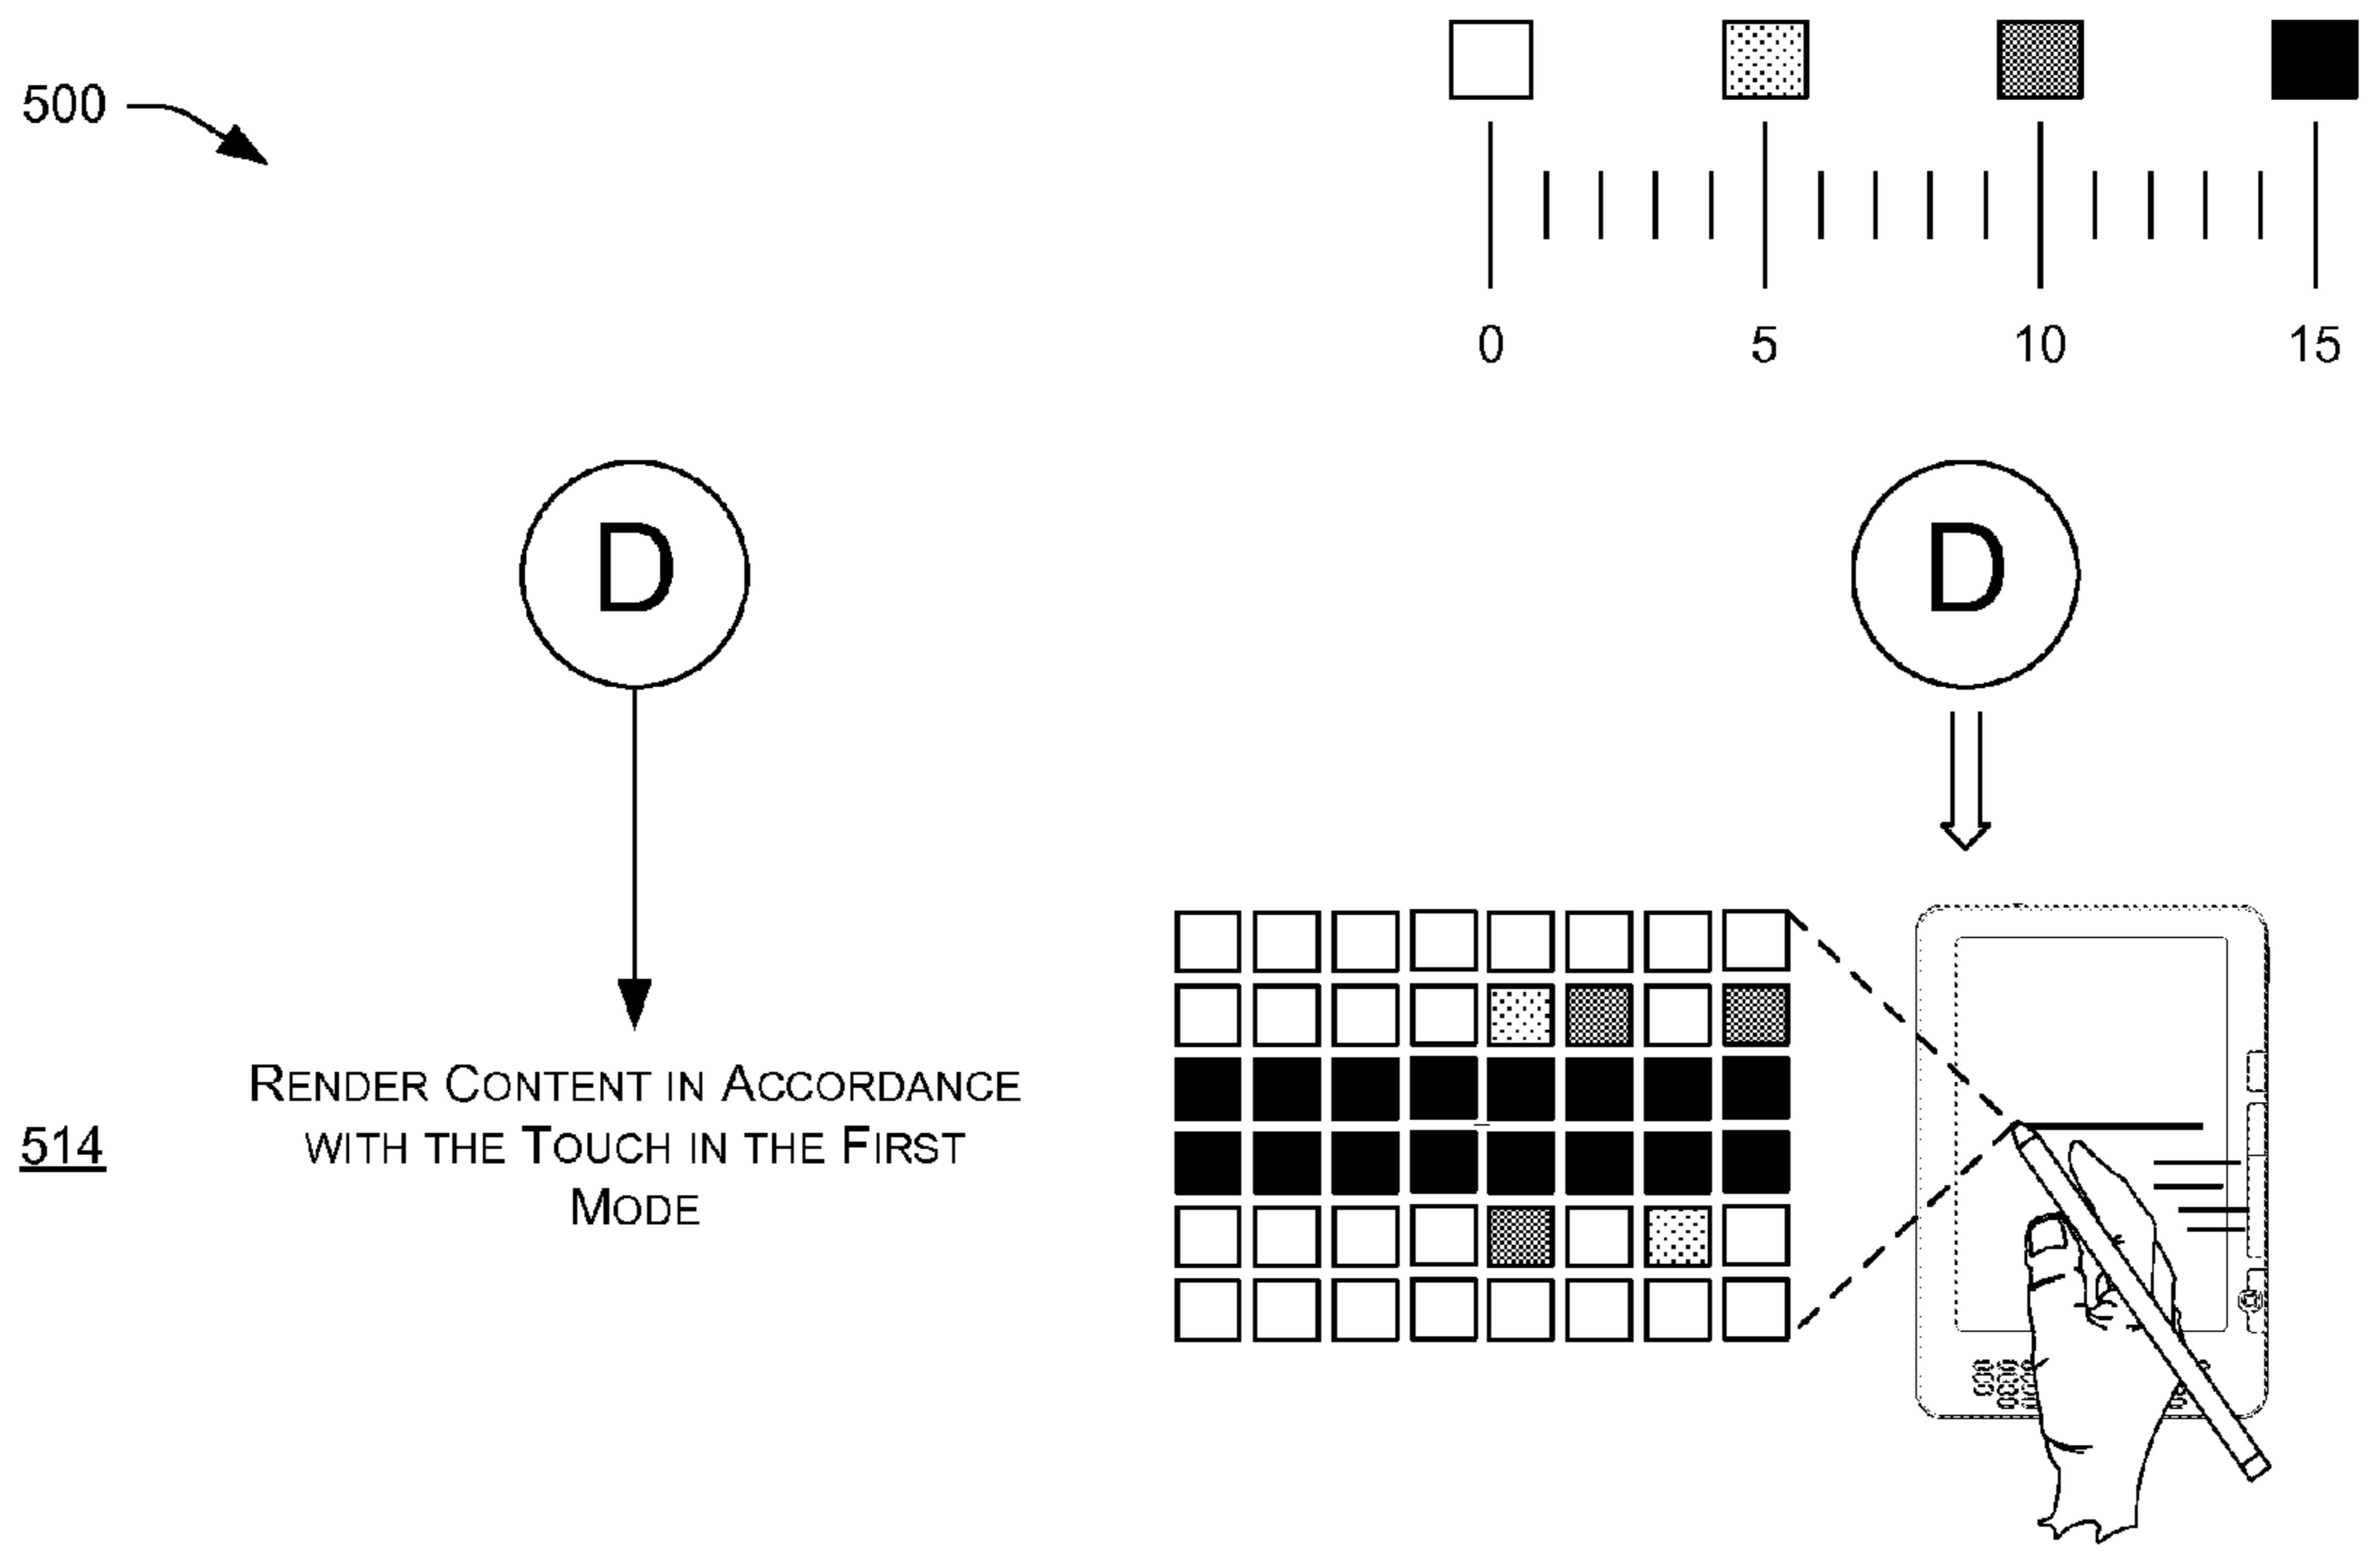 500
0 5 10 15
D D
514
RENDER CONTENT IN ACCORDANCE
WITH THE TOUCH IN THE FIRST
MODE